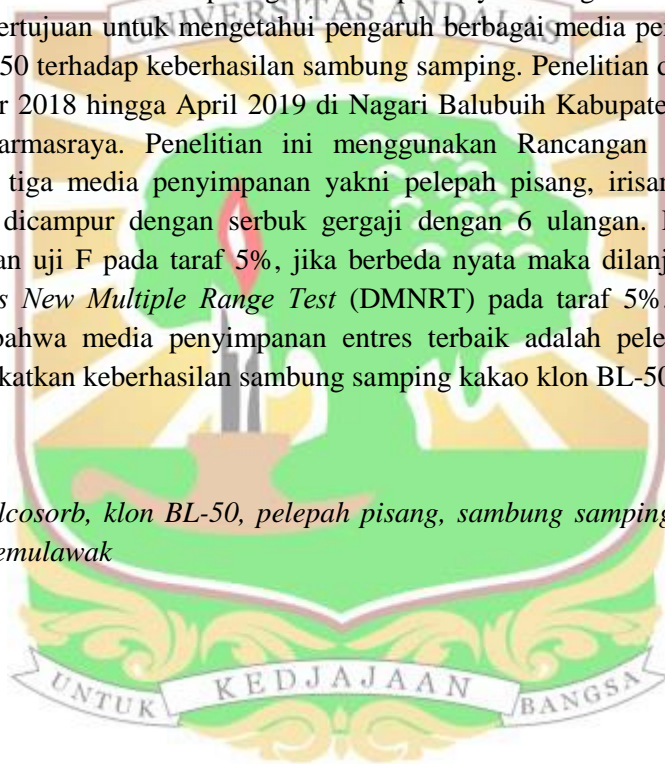 UNIVERSITAS ANDALAS
ertujuan untuk mengetahui pengaruh berbagai media pe
50 terhadap keberhasilan sambung samping. Penelitian d
r 2018 hingga April 2019 di Nagari Balubuih Kabupate
armasraya. Penelitian ini menggunakan Rancangan
tiga media penyimpanan yakni pelepah pisang, irisan
dicampur dengan serbuk gergaji dengan 6 ulangan.
an uji F pada taraf 5%, jika berbeda nyata maka dilanj
s New Multiple Range Test (DMNRT) pada taraf 5%.
bahwa media penyimpanan entres terbaik adalah pele
katkan keberhasilan sambung samping kakao klon BL-50
lcosorb, klon BL-50, pelepah pisang, sambung samping
emulawak
UNTUK KEDJAJAAN BANGSA